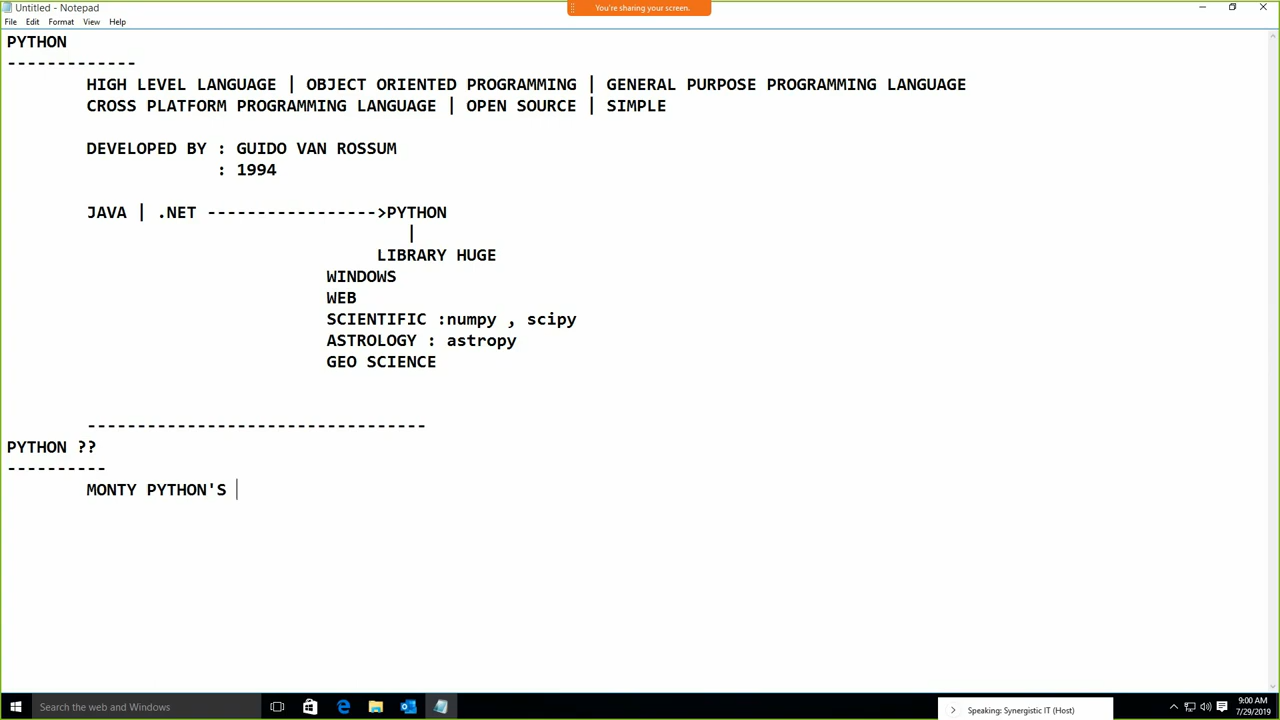 Untitled - Notepad
You're sharing your screen.
File Edit Format View Help
PYTHON
-------------
HIGH LEVEL LANGUAGE | OBJECT ORIENTED PROGRAMMING | GENERAL PURPOSE PROGRAMMING LANGUAGE
CROSS PLATFORM PROGRAMMING LANGUAGE | OPEN SOURCE | SIMPLE
DEVELOPED BY : GUIDO VAN ROSSUM
: 1994
JAVA | .NET ----------------->PYTHON
|
LIBRARY HUGE
WINDOWS
WEB
SCIENTIFIC :numpy , scipy
ASTROLOGY : astropy
GEO SCIENCE
----------------------------------
PYTHON ??
----------
MONTY PYTHON'S
Search the web and Windows
Speaking: Synergistic IT (Host)
9:00 AM
7/29/2019